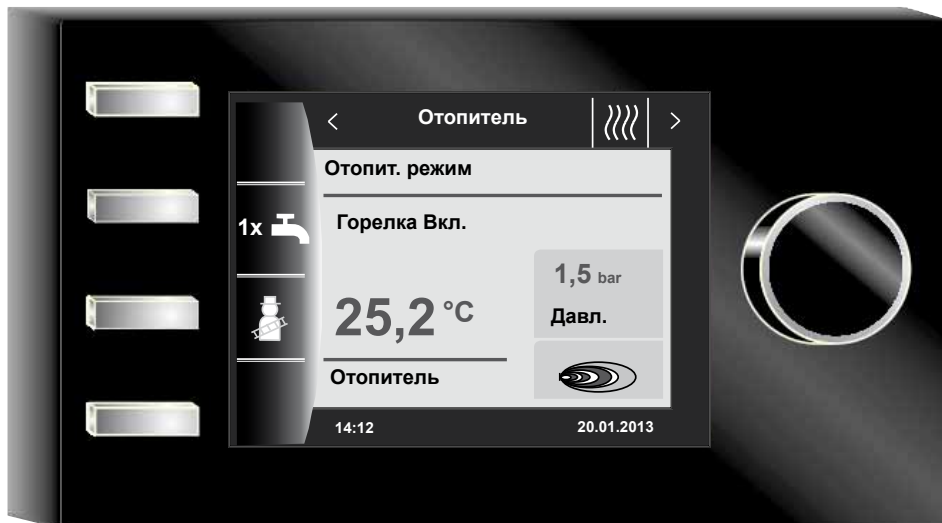 Отопитель
Отопит. режим
1x
Горелка Вкл.
1,5 bar
25,2 °C
Давл.
Отопитель
14:12
20.01.2013